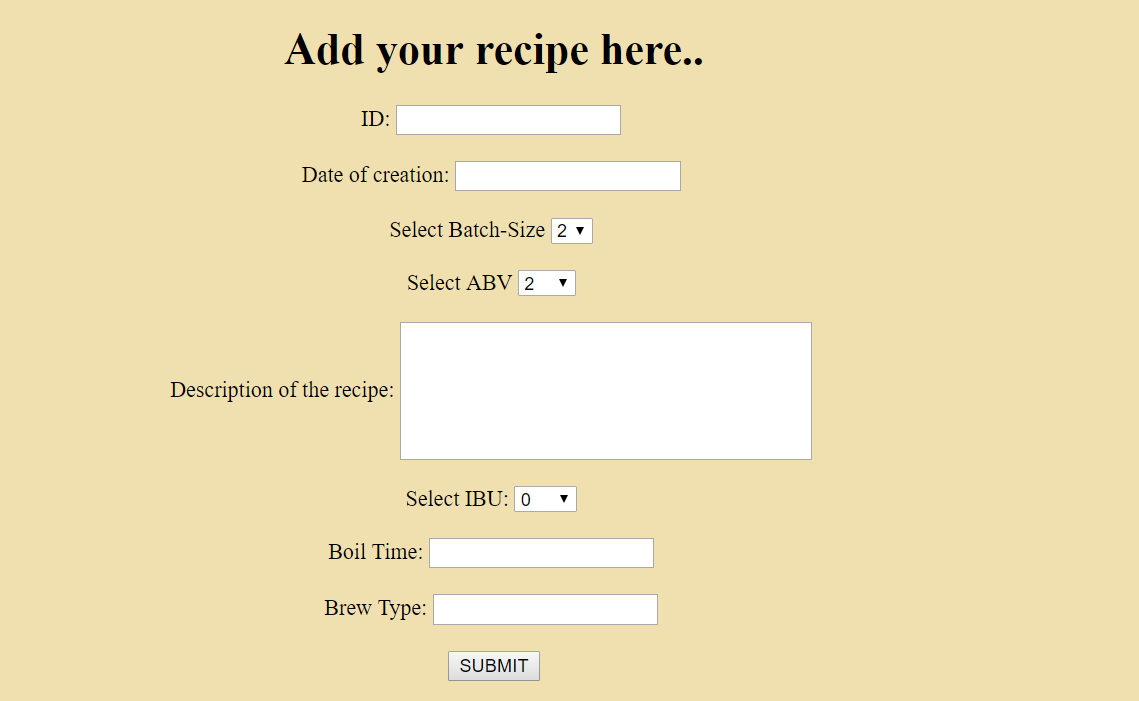 Add your recipe here..
ID:
Date of creation:
Select Batch-Size 2
Select ABV 2
Description of the recipe:
Select IBU: 0
Boil Time:
Brew Type:
SUBMIT